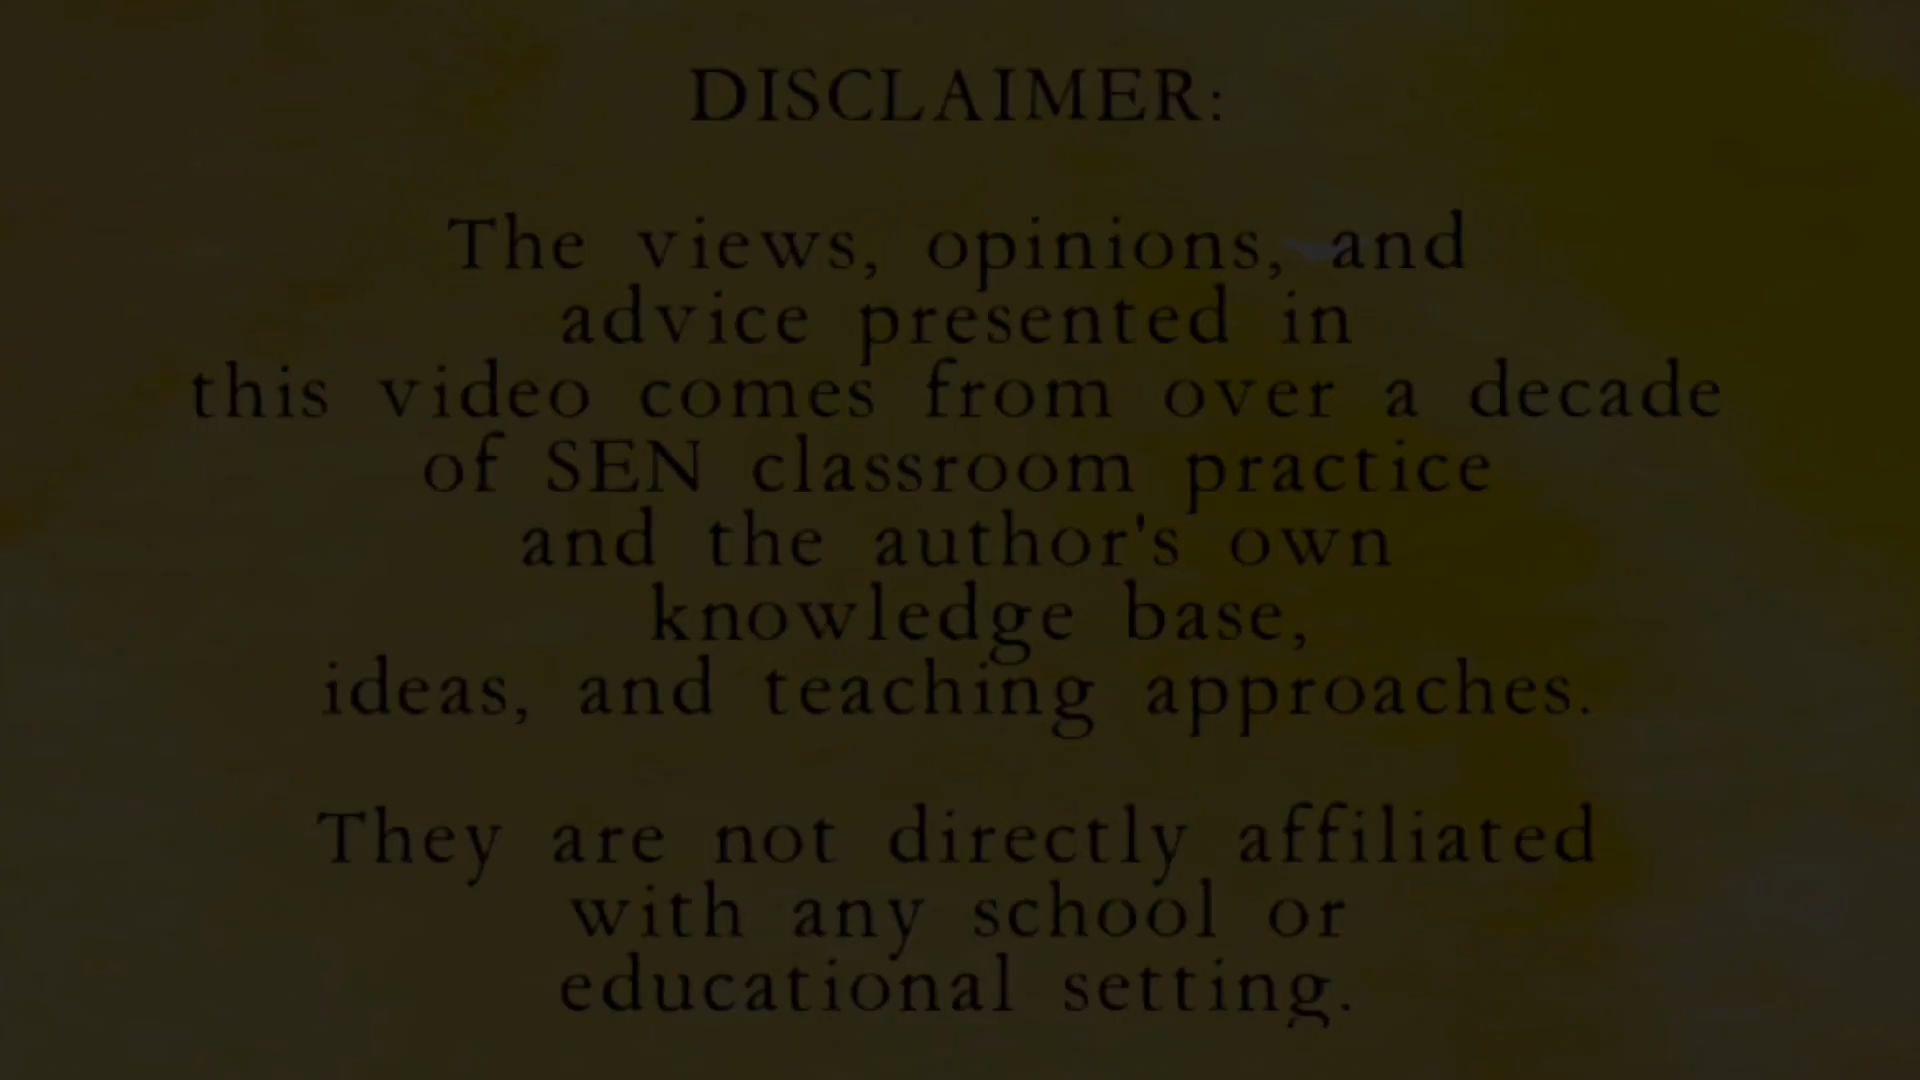 DISCLAIMER:
The views, opinions, and
advice presented in
this video comes from over a decade
of SEN classroom practice
and the author's own
knowledge base,
ideas, and teaching approaches.
They are not directly affiliated
with any school or
educational setting.